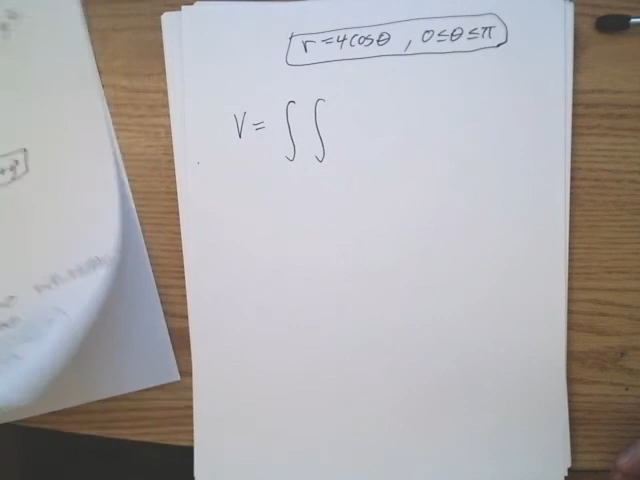 r = 4cosθ , 0≤θ≤π
V = ∫ ∫